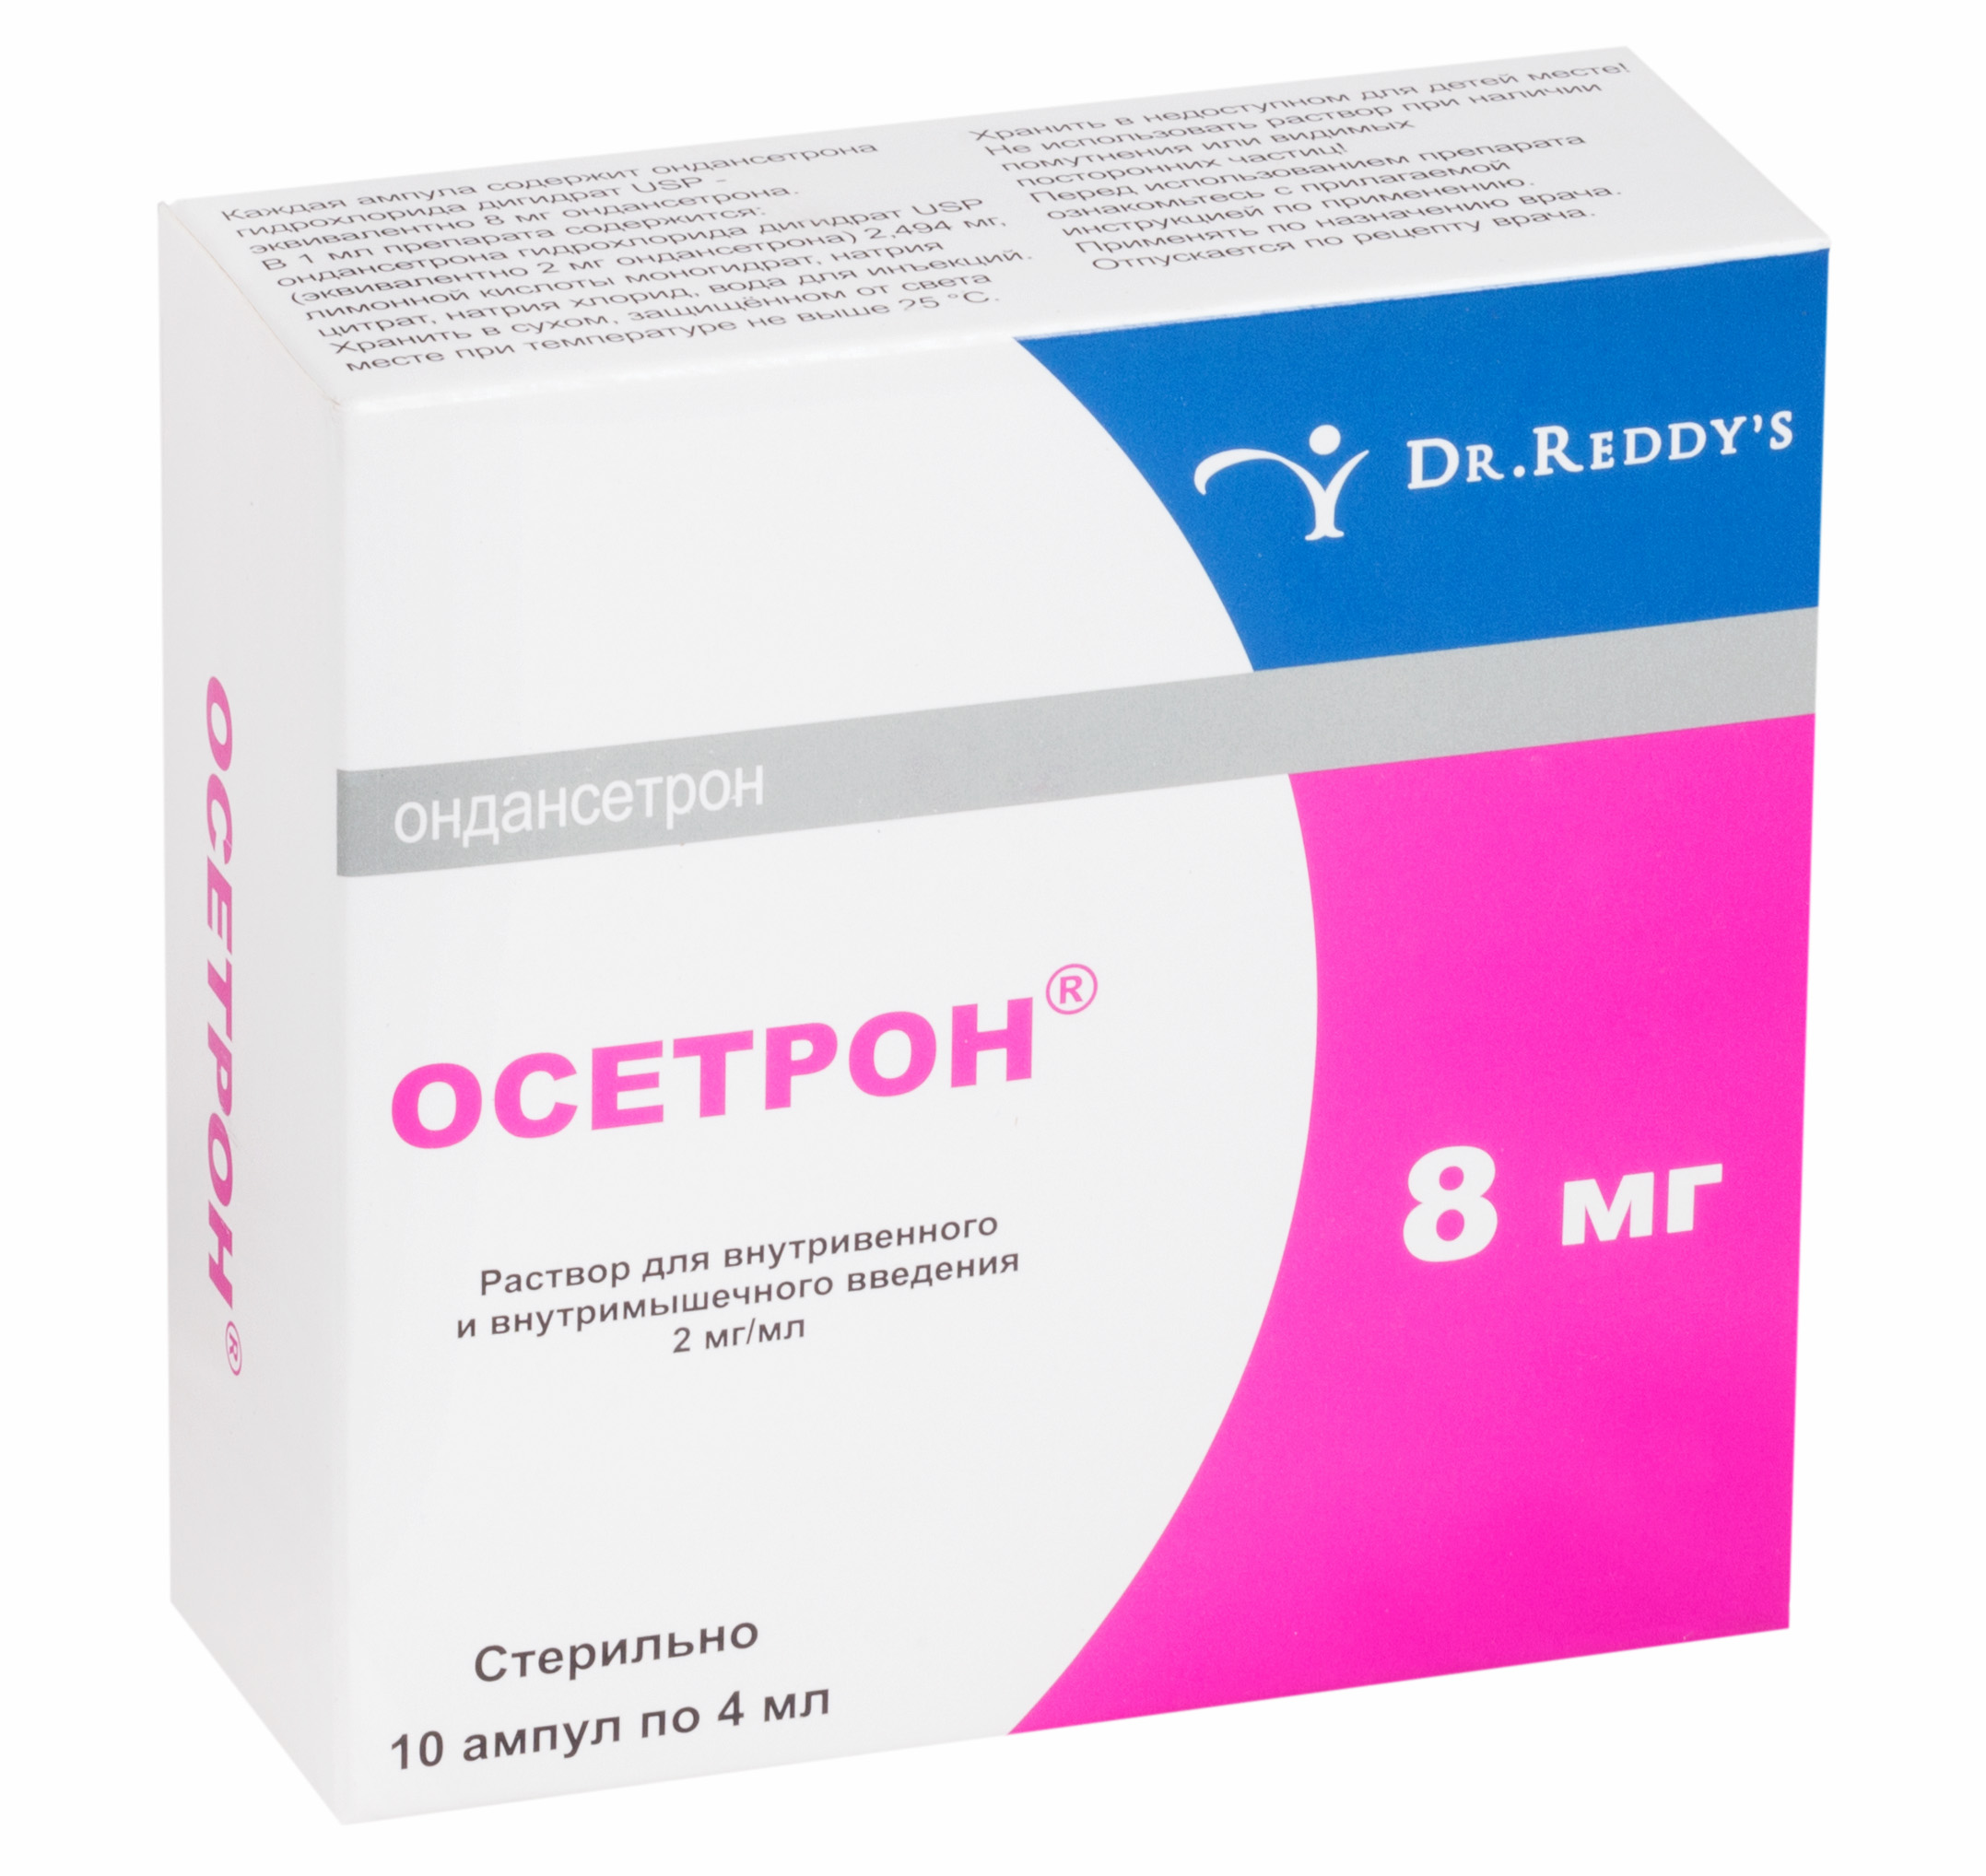 Каждая ампула содержит ондансетрона
гидрохлорида дигидрат USP -
эквивалентно 8 мг ондансетрона.
В 1 мл препарата содержится:
ондансетрона гидрохлорида дигидрат USP
(эквивалентно 2 мг ондансетрона) 2.494 мг,
лимонной кислоты моногидрат, натрия
цитрат, натрия хлорид, вода для инъекций.
Хранить в сухом, защищённом от света
месте при температуре не выше 25 °С.
Хранить в недоступном для детей месте!
Не использовать раствор при наличии
помутнения или видимых
посторонних частиц!
Перед использованием препарата
ознакомьтесь с прилагаемой
инструкцией по применению.
Применять по назначению врача.
Отпускается по рецепту врача.
DR.REDDY'S
ондансетрон
ОСЕТРОН®
8 мг
Раствор для внутривенного
и внутримышечного введения
2 мг/мл
Стерильно
10 ампул по 4 мл
ОСЕТРОН®